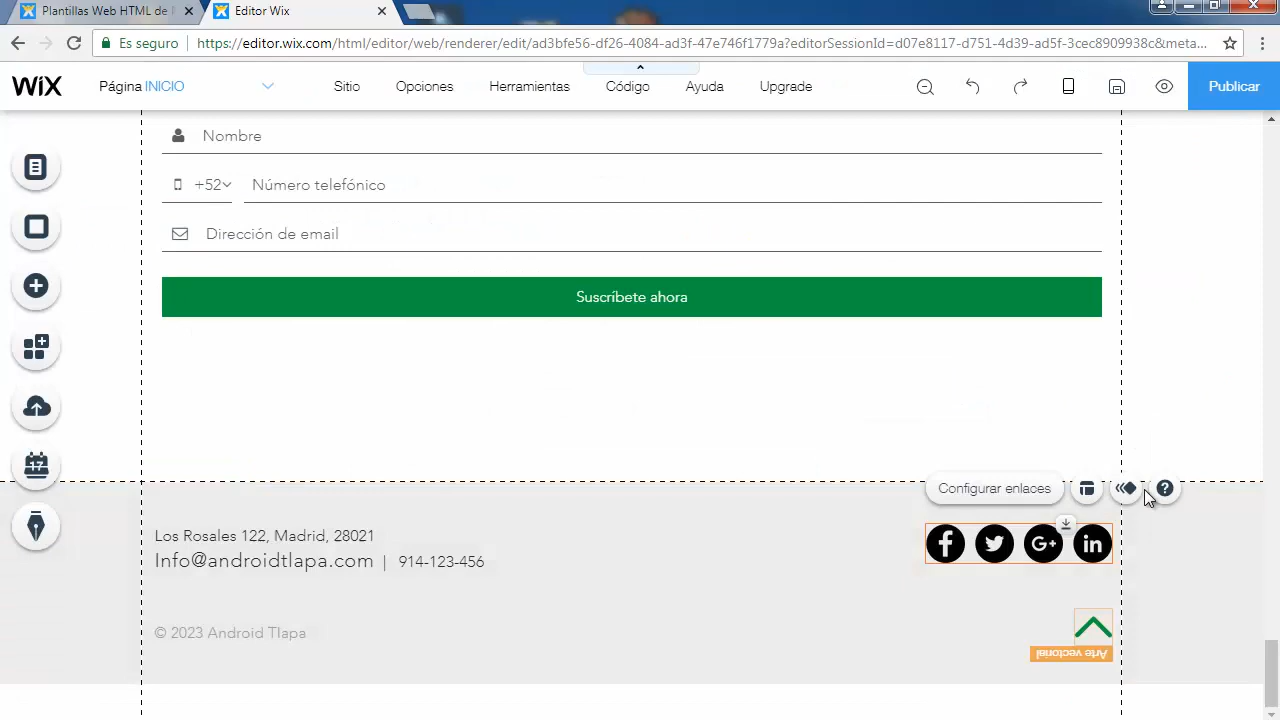 Plantillas Web HTML de
Editor Wix
Es seguro
https://editor.wix.com/html/editor/web/renderer/edit/ad3bfe56-df26-4084-ad3f-47e746f1779a?editorSessionId=d07e8117-d751-4d39-ad5f-3cec8909938c&meta...
WiX
Página INICIO
Sitio
Opciones
Herramientas
Código
Ayuda
Upgrade
Publicar
Nombre
+52
Número telefónico
Dirección de email
Suscríbete ahora
17
Configurar enlaces
?
Los Rosales 122, Madrid, 28021
Info@androidtlapa.com | 914-123-456
f
G+
in
© 2023 Android Tlapa
Arte vectorial